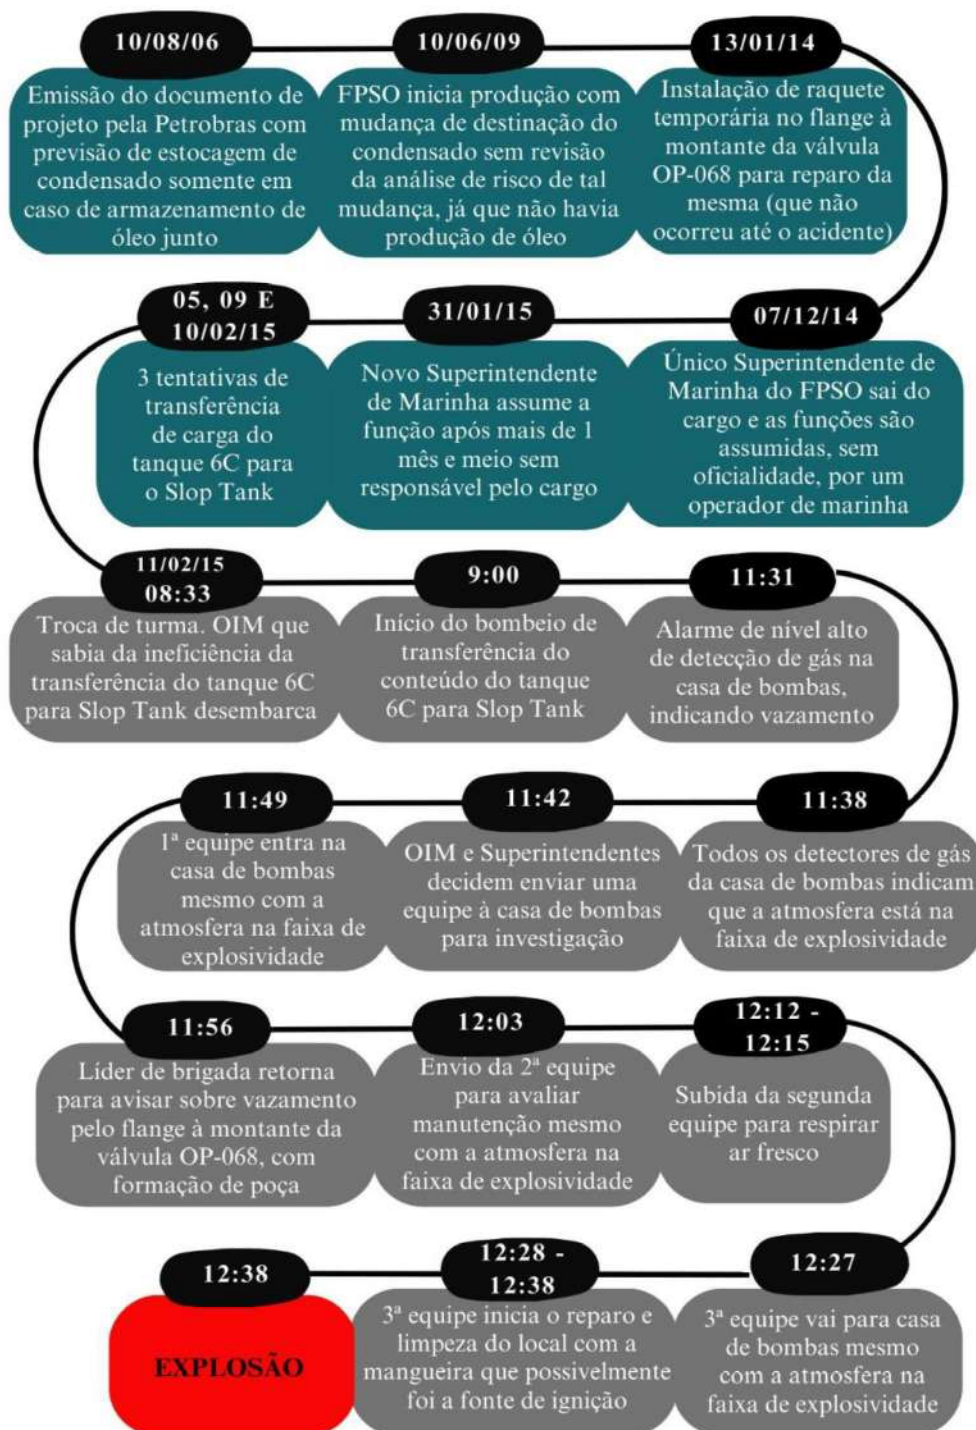 10/08/06
Emissão do documento de
projeto pela Petrobras com
previsão de estocagem de
condensado somente em
caso de armazenamento de
óleo junto
10/06/09
FPSO inicia produção com
mudança de destinação do
condensado sem revisão
da análise de risco de tal
mudança, já que não havia
produção de óleo
13/01/14
Instalação de raquete
temporária no flange à
montante da válvula
OP-068 para reparo da
mesma (que não
ocorreu até o acidente)
07/12/14
Único Superintendente de
Marinha do FPSO sai do
cargo e as funções são
assumidas, sem
oficialidade, por um
operador de marinha
31/01/15
Novo Superintendente
de Marinha assume a
função após mais de 1
mês e meio sem
responsável pelo cargo
05, 09 E
10/02/15
3 tentativas de
transferência
de carga do
tanque 6C para
o Slop Tank
11/02/15
08:33
Troca de turma. OIM que
sabia da ineficiência da
transferência do tanque 6C
para Slop Tank desembarca
9:00
Início do bombeio de
transferência do
conteúdo do tanque
6C para Slop Tank
11:31
Alarme de nível alto
de detecção de gás na
casa de bombas,
indicando vazamento
11:38
Todos os detectores de gás
da casa de bombas indicam
que a atmosfera está na
faixa de explosividade
11:42
OIM e Superintendentes
decidem enviar uma
equipe à casa de bombas
para investigação
11:49
1ª equipe entra na
casa de bombas
mesmo com a
atmosfera na faixa de
explosividade
11:56
Líder de brigada retorna
para avisar sobre vazamento
pelo flange à montante da
válvula OP-068, com
formação de poça
12:03
Envio da 2ª equipe
para avaliar
manutenção mesmo
com a atmosfera na
faixa de explosividade
12:12 -
12:15
Subida da segunda
equipe para respirar
ar fresco
12:27
3ª equipe vai para casa
de bombas mesmo
com a atmosfera na
faixa de explosividade
12:28 -
12:38
3ª equipe inicia o reparo e
limpeza do local com a
mangueira que possivelmente
foi a fonte de ignição
12:38
EXPLOSÃO